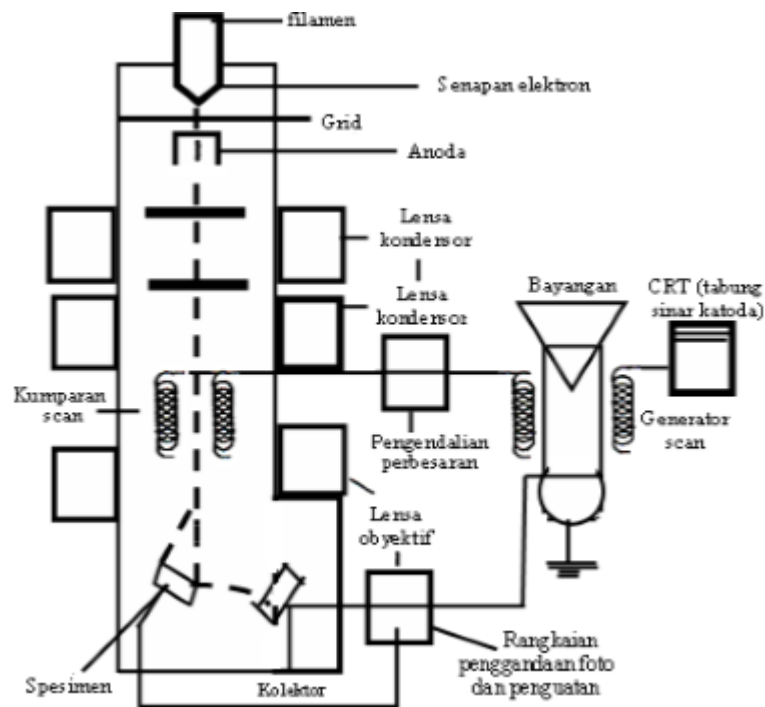 filamen
Senapan elektron
Grid
Anoda
Lensa
kondensor
Lensa
kondensor
Bayangan
CRT (tabung
sinar katoda)
Kumparan
scan
Pengendalian
perbesaran
Generator
scan
Lensa
obyektif
Spesimen
Kolektor
Rangkaian
penggandaan foto
dan penguatan